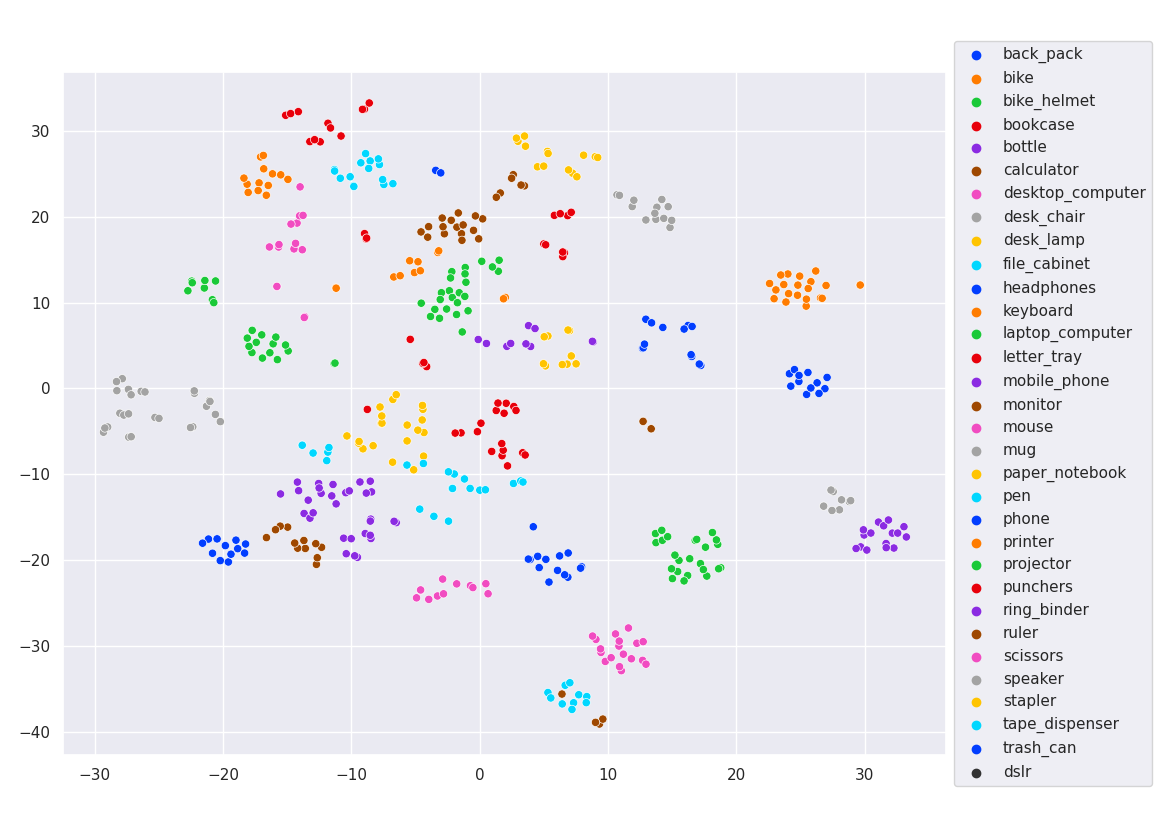 back_pack
bike
bike_helmet
bookcase
bottle
calculator
desktop_computer
desk_chair
desk_lamp
file_cabinet
headphones
keyboard
laptop_computer
letter_tray
mobile_phone
monitor
mouse
mug
paper_notebook
pen
phone
printer
projector
punchers
ring_binder
ruler
scissors
speaker
stapler
tape_dispenser
trash_can
dslr
30
20
10
0
−10
−20
−30
−40
−30 −20 −10 0 10 20 30